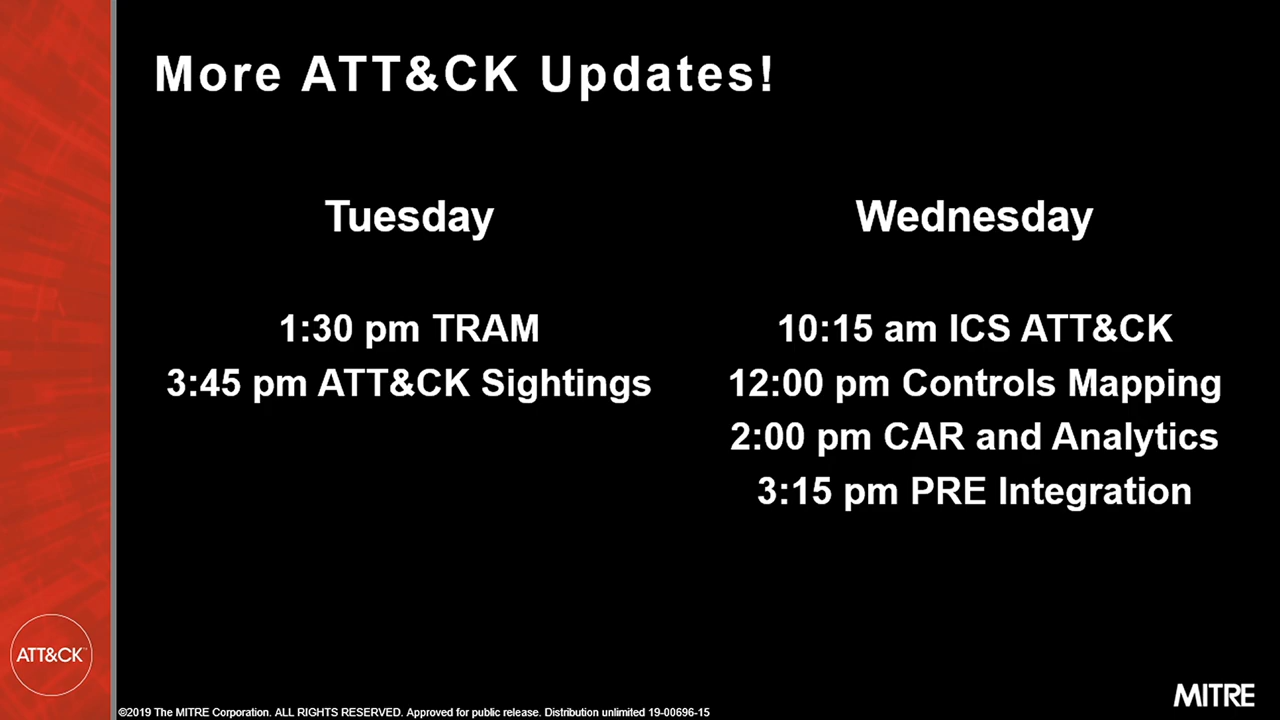 More ATT&CK Updates!
Tuesday
1:30 pm TRAM
3:45 pm ATT&CK Sightings
Wednesday
10:15 am ICS ATT&CK
12:00 pm Controls Mapping
2:00 pm CAR and Analytics
3:15 pm PRE Integration
ATT&CK™
MITRE
©2019 The MITRE Corporation. ALL RIGHTS RESERVED. Approved for public release. Distribution unlimited 19-00696-15